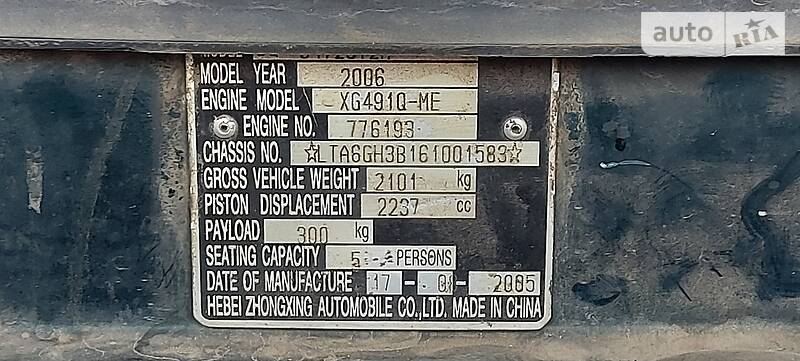 auto RIA
MODEL YEAR 2006
ENGINE MODEL XG491Q-ME
ENGINE NO. 776193
CHASSIS NO. ☆LTA6GH3B161001583☆
GROSS VEHICLE WEIGHT 2101 kg
PISTON DISPLACEMENT 2237 cc
PAYLOAD 300 kg
SEATING CAPACITY 5 PERSONS
DATE OF MANUFACTURE 17 - - 2005
HEBEI ZHONGXING AUTOMOBILE CO.,LTD. MADE IN CHINA